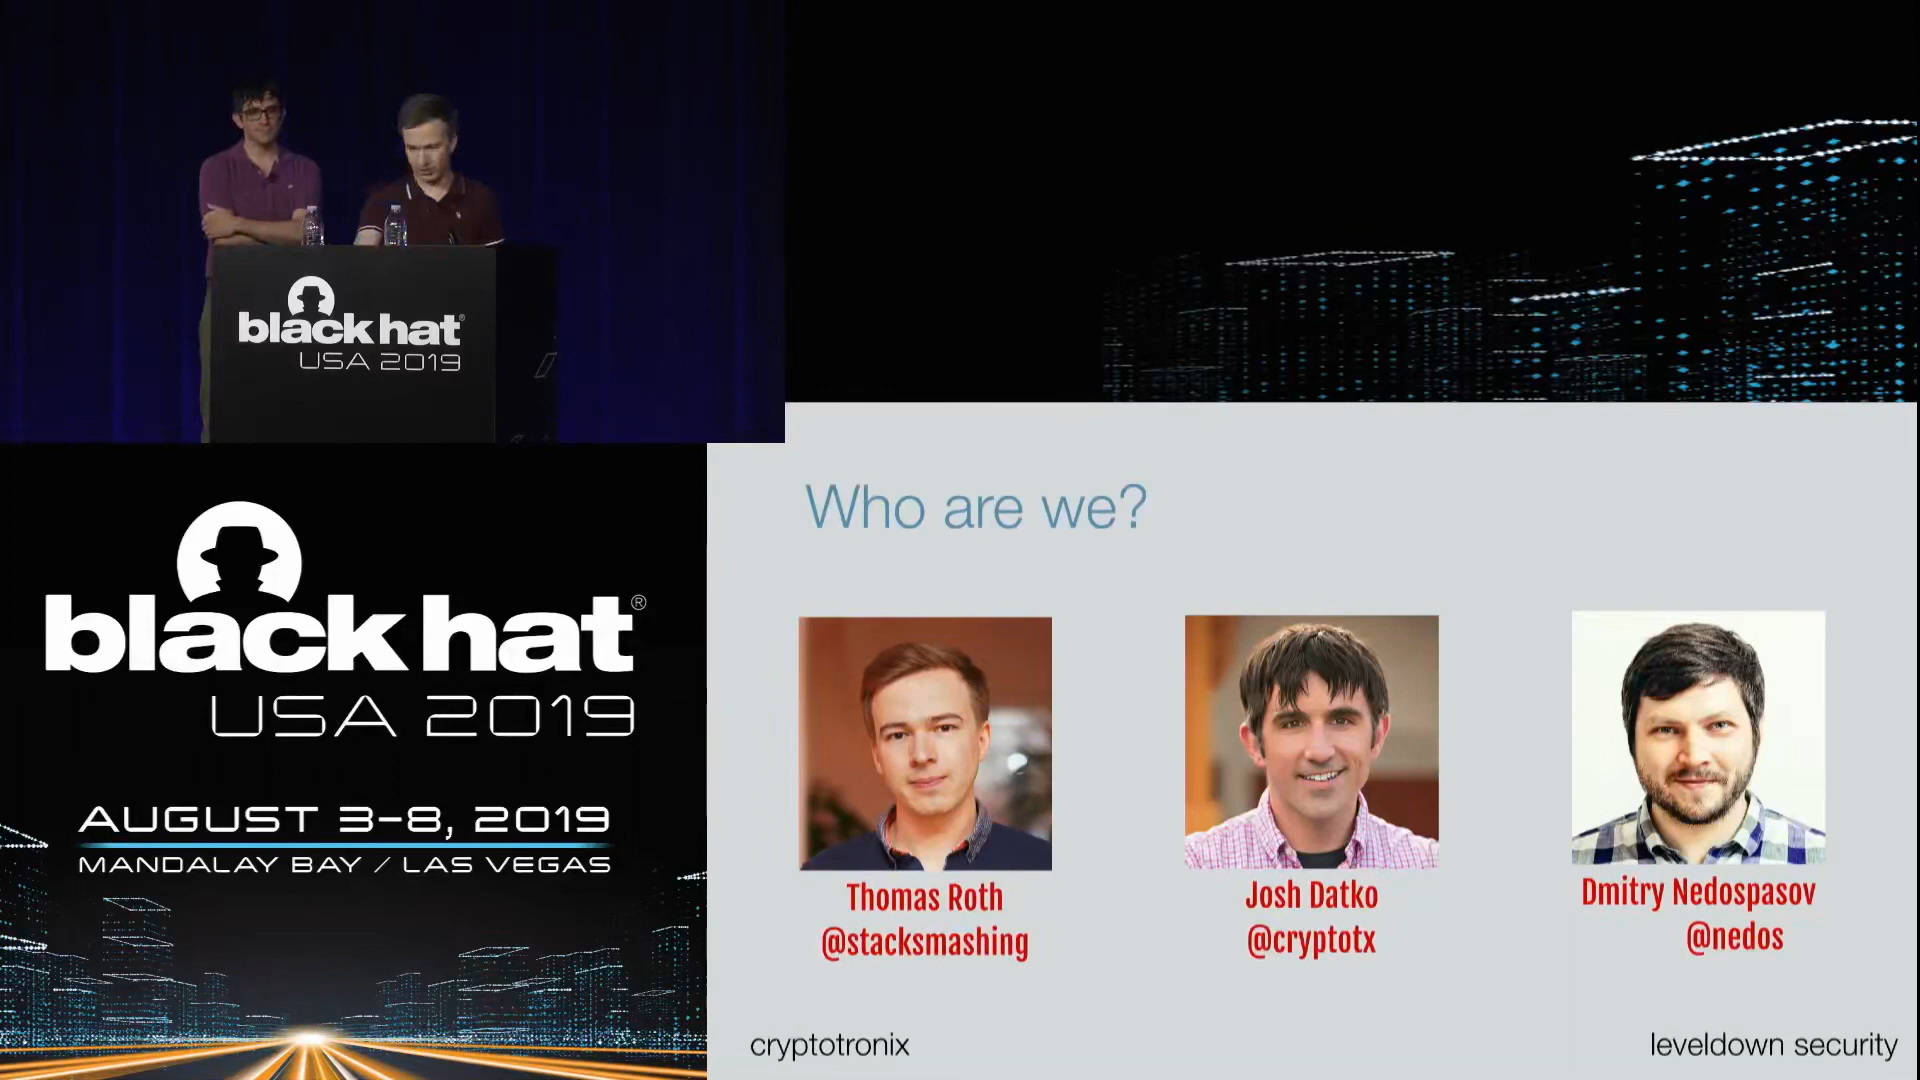 black hat®
USA 2019
black hat®
USA 2019
AUGUST 3-8, 2019
MANDALAY BAY / LAS VEGAS
Who are we?
Thomas Roth
@stacksmashing
Josh Datko
@cryptotx
Dmitry Nedospasov
@nedos
cryptotronix
leveldown security